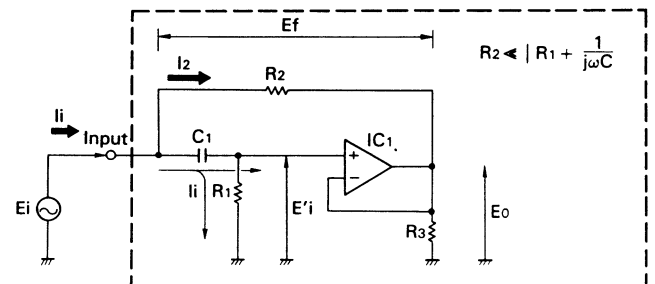 Ef
R2 ≪ | R1 + 1/jωC
I2
R2
Ii
Input
C1
IC1.
+
−
Ii
R1
E'i
Ei
R3
E0